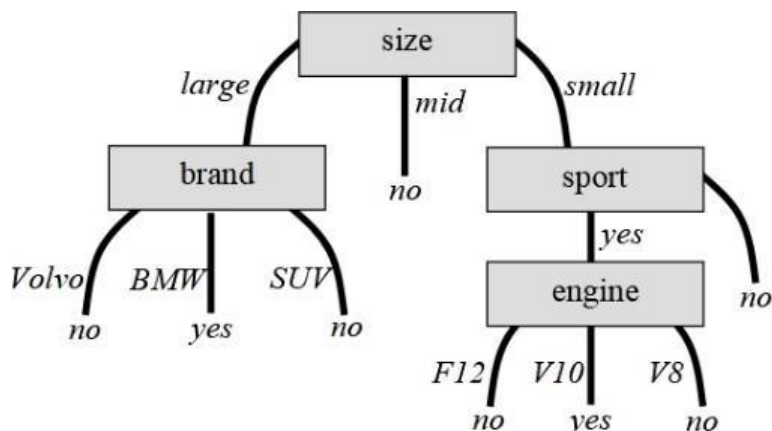 size
large
mid
small
brand
no
sport
yes
Volvo
BMW
SUV
engine
no
no
yes
no
F12
V10
V8
no
yes
no